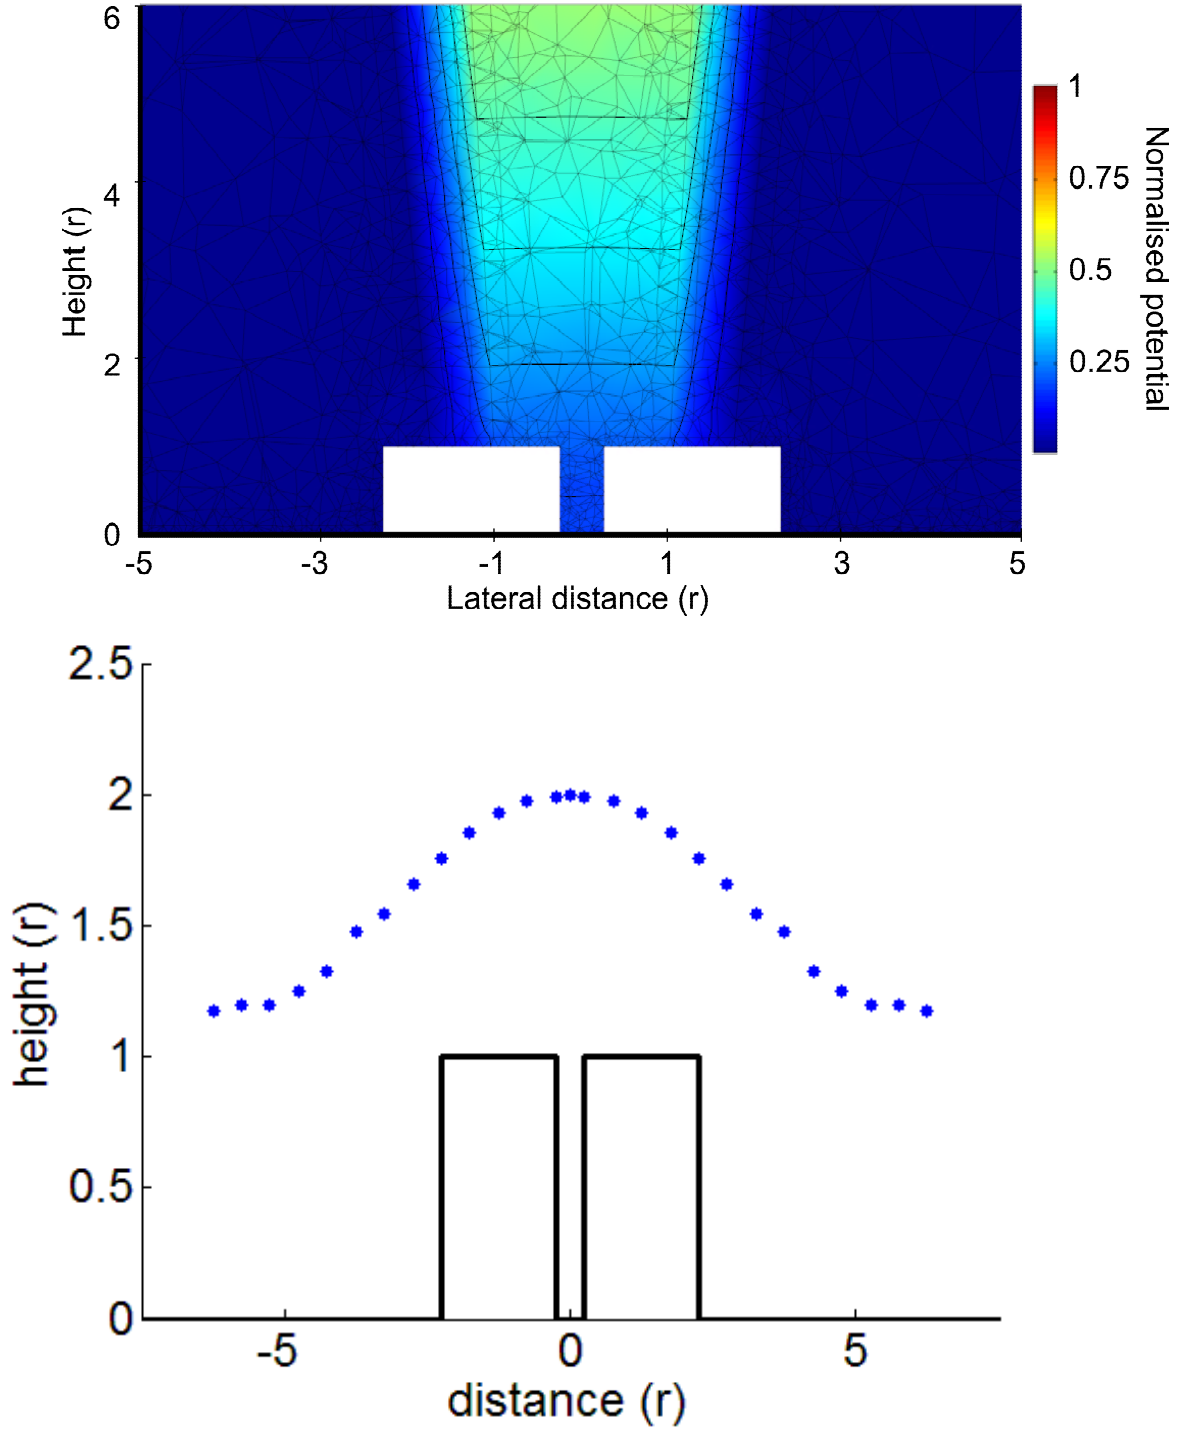 6
4
2
0
Height (r)
-5 -3 -1 1 3 5
Lateral distance (r)
1
0.75
0.5
0.25
Normalised potential
2.5
2
1.5
1
0.5
0
height (r)
-5 0 5
distance (r)